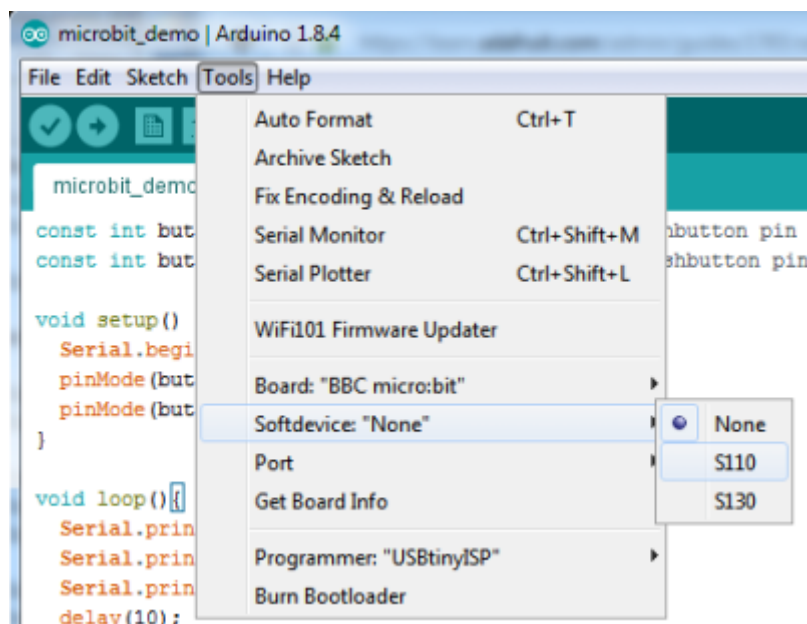 microbit_demo | Arduino 1.8.4
File Edit Sketch Tools Help
Auto Format Ctrl+T
Archive Sketch
microbit_demo
Fix Encoding & Reload
const int but
Serial Monitor Ctrl+Shift+M
hbutton pin
const int but
Serial Plotter Ctrl+Shift+L
shbutton pin
void setup()
WiFi101 Firmware Updater
Serial.begi
pinMode(but
Board: "BBC micro:bit"
pinMode(but
Softdevice: "None"
None
}
Port
S110
void loop(){
Get Board Info
S130
Serial.prin
Serial.prin
Programmer: "USBtinyISP"
Serial.prin
Burn Bootloader
delay(10);